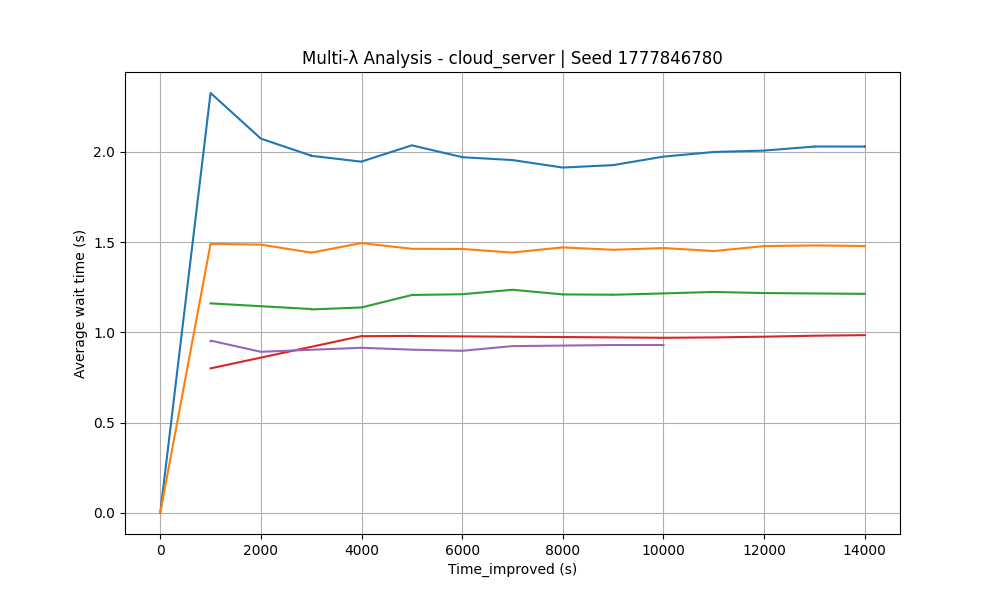 Multi-λ Analysis - cloud_server | Seed 1777846780
Average wait time (s)
2.0
1.5
1.0
0.5
0.0
0 2000 4000 6000 8000 10000 12000 14000
Time_improved (s)